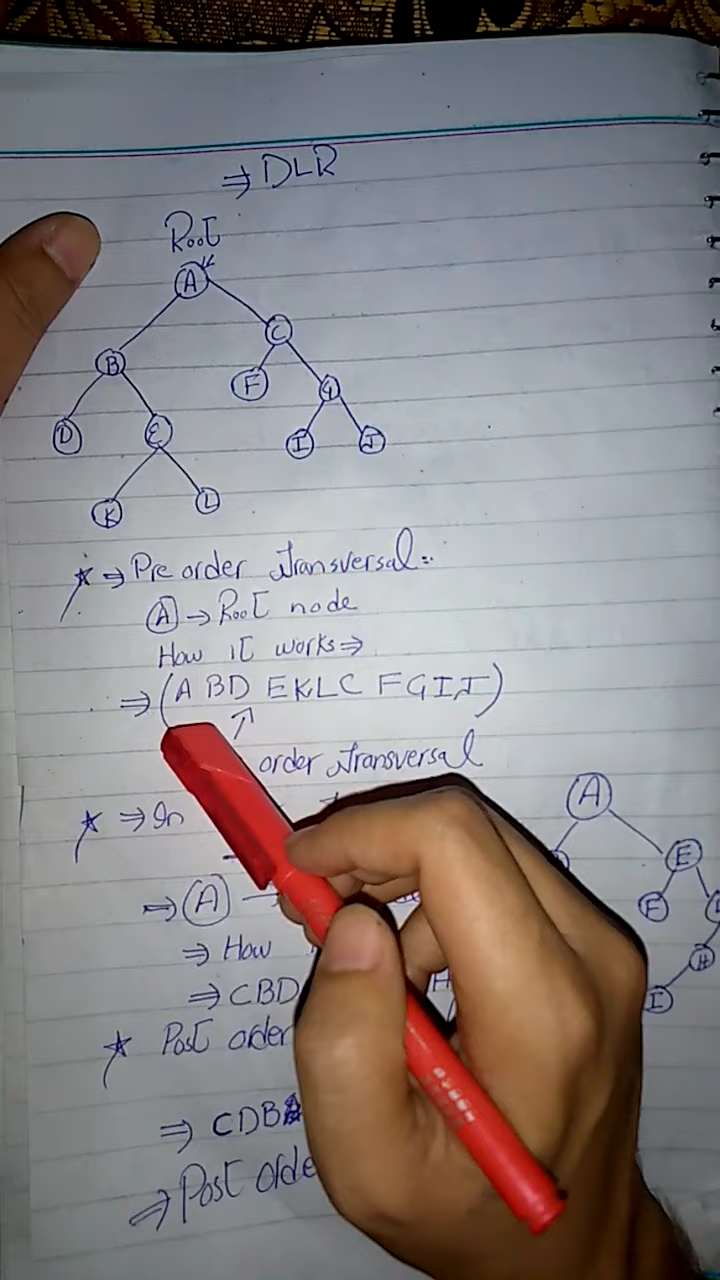 ⇒ DLR
Root
A
B
C
D
E
F
G
I
J
K
L
⇒ Pre order transversal:
A → Root node
How it works ⇒
⇒ (A BD EKLC FGIJ)
order transversal
⇒ In
A
E
F
⇒ A →
⇒ How
H
I
⇒ CBD
H
Post order
⇒ CDBA
⇒ Post orde